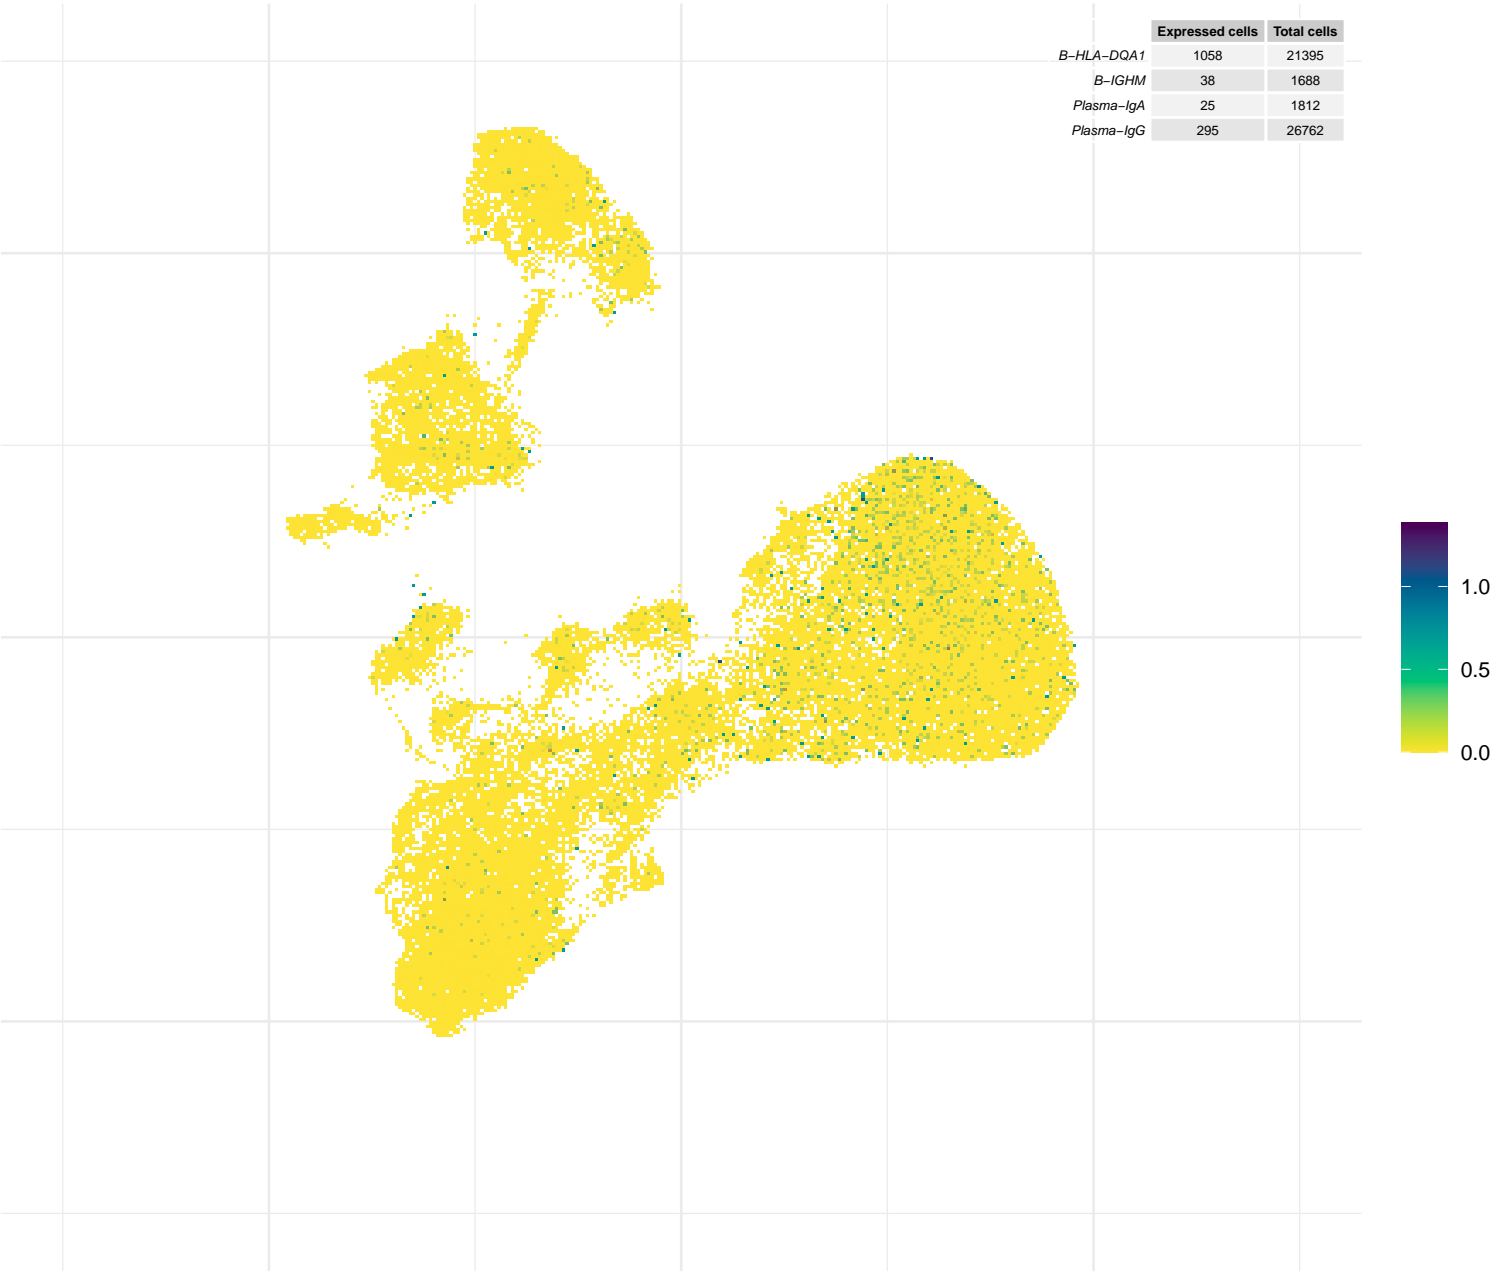 Expressed cells Total cells
B−HLA−DQA1 1058 21395
B−IGHM 38 1688
Plasma−IgA 25 1812
Plasma−IgG 295 26762
1.0
0.5
0.0